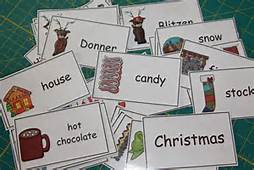 Blitzen
Donner
snow
house
candy
stock
hot
chocolate
Christmas